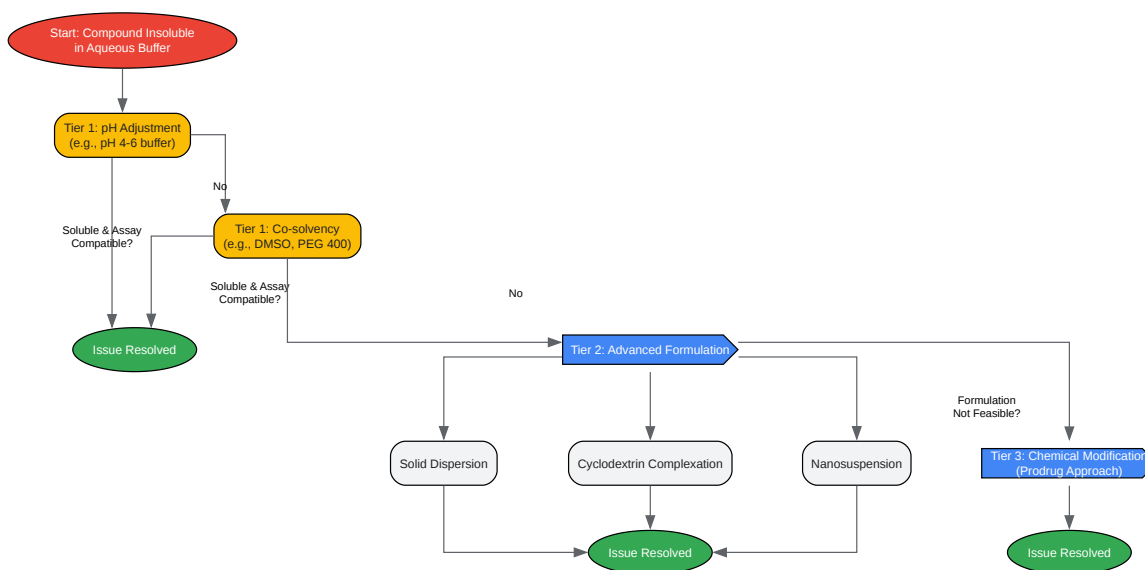 Start: Compound Insoluble
in Aqueous Buffer
Tier 1: pH Adjustment
(e.g., pH 4-6 buffer)
No
Soluble & Assay
Compatible?
Tier 1: Co-solvency
(e.g., DMSO, PEG 400)
Soluble & Assay
Compatible?
No
Issue Resolved
Tier 2: Advanced Formulation
Formulation
Not Feasible?
Solid Dispersion
Cyclodextrin Complexation
Nanosuspension
Tier 3: Chemical Modification
(Prodrug Approach)
Issue Resolved
Issue Resolved